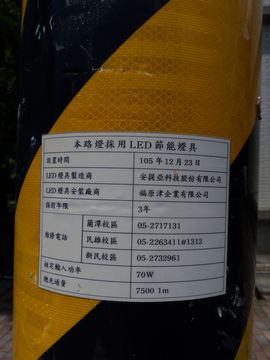 本路燈採用LED節能燈具
設置時間 105年12月23日
LED燈具製造商 安提亞科技股份有限公司
LED燈具安裝廠商 福原津企業有限公司
保固年限 3年
維修電話 蘭潭校區 05-2717131
民雄校區 05-2263411#1312
新民校區 05-2732961
核定輸入功率 70W
總光通量 7500 lm